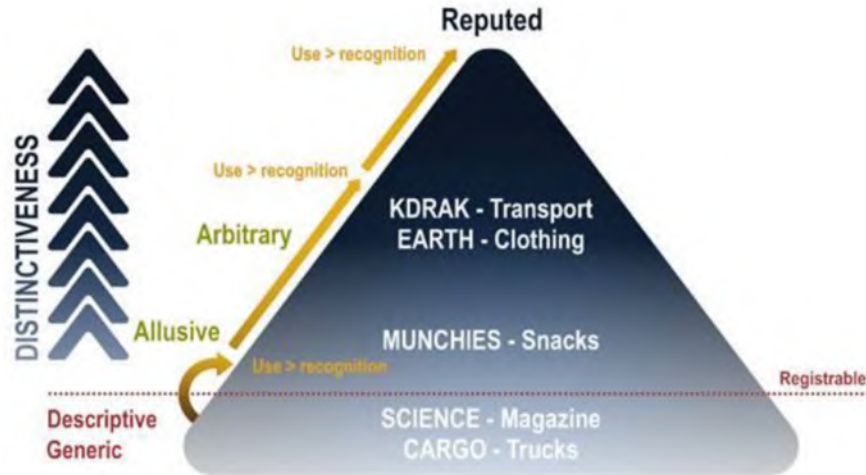 Reputed
Use > recognition
DISTINCTIVENESS
Use > recognition
KDRAK - Transport
Arbitrary
EARTH - Clothing
Allusive
MUNCHIES - Snacks
Use > recognition
Registrable
Descriptive
SCIENCE - Magazine
Generic
CARGO - Trucks